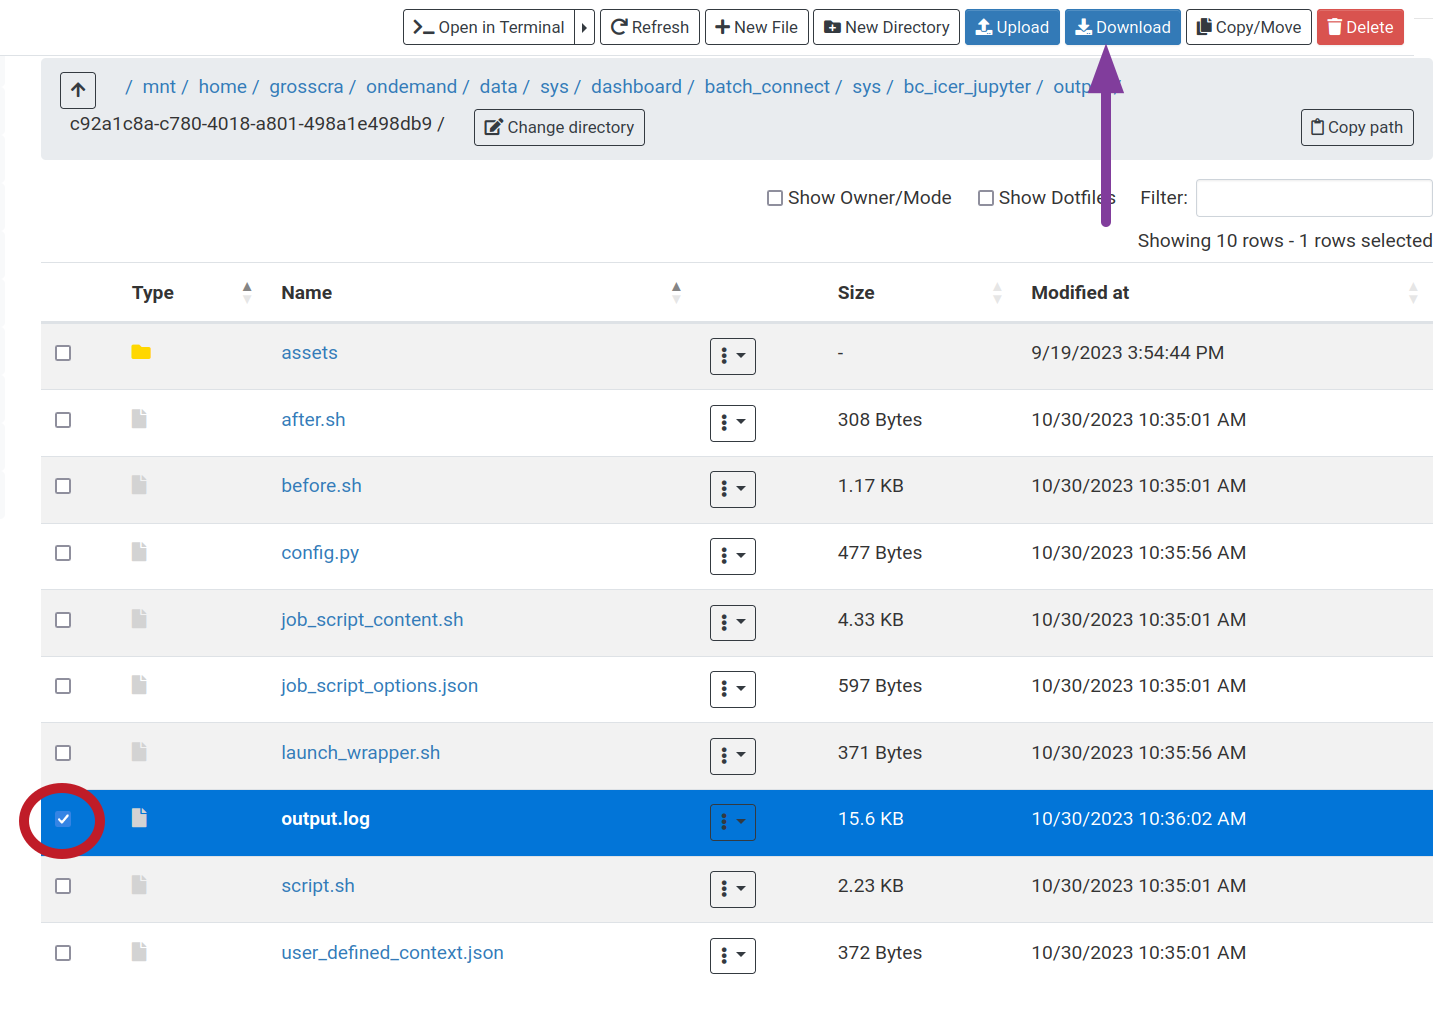 Open in Terminal Refresh New File New Directory Upload Download Copy/Move Delete
/ mnt / home / grosscra / ondemand / data / sys / dashboard / batch_connect / sys / bc_icer_jupyter /
c92a1c8a-c780-4018-a801-498a1e498db9 / Change directory Copy path
Show Owner/Mode Show Dotfiles Filter:
Showing 10 rows - 1 rows selected
Type Name Size Modified at
assets - 9/19/2023 3:54:44 PM
after.sh 308 Bytes 10/30/2023 10:35:01 AM
before.sh 1.17 KB 10/30/2023 10:35:01 AM
config.py 477 Bytes 10/30/2023 10:35:56 AM
job_script_content.sh 4.33 KB 10/30/2023 10:35:01 AM
job_script_options.json 597 Bytes 10/30/2023 10:35:01 AM
launch_wrapper.sh 371 Bytes 10/30/2023 10:35:56 AM
output.log 15.6 KB 10/30/2023 10:36:02 AM
script.sh 2.23 KB 10/30/2023 10:35:01 AM
user_defined_context.json 372 Bytes 10/30/2023 10:35:01 AM